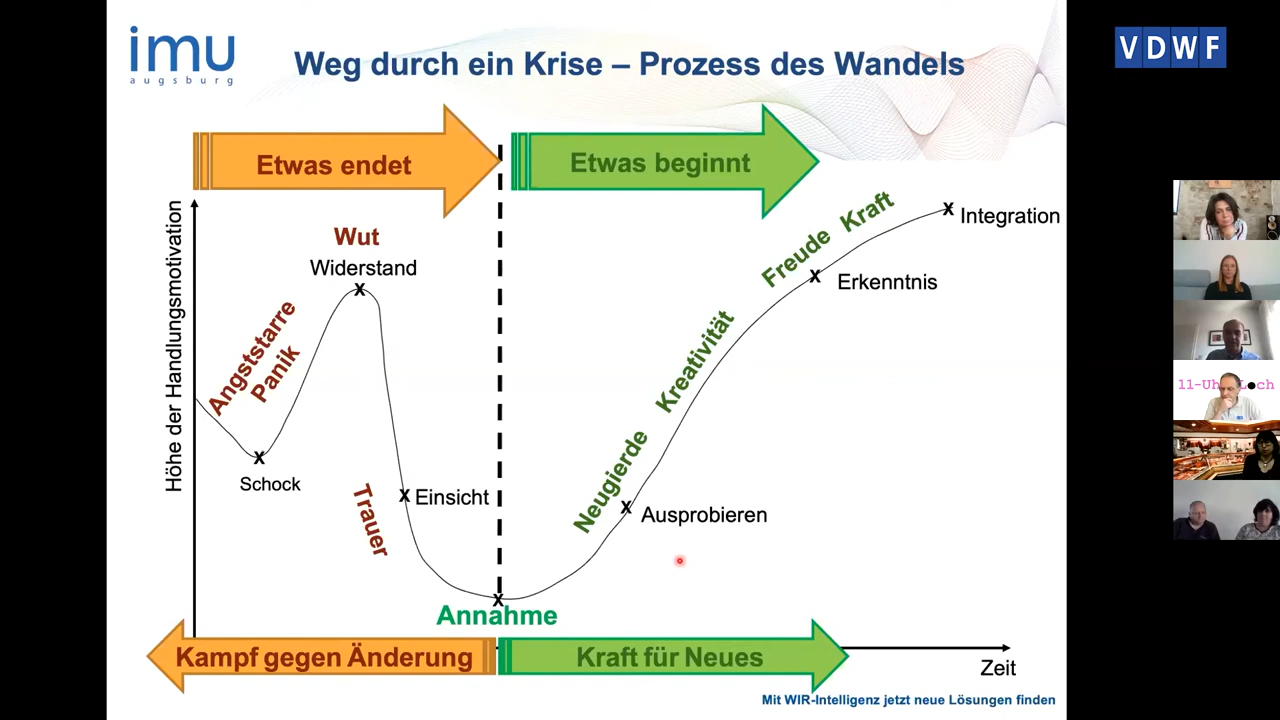 imu
augsburg
Weg durch ein Krise – Prozess des Wandels
VDWF
Etwas endet
Etwas beginnt
Höhe der Handlungsmotivation
Angststarre
Panik
Schock
Wut
Widerstand
Trauer
Einsicht
Annahme
Neugierde
Kreativität
Ausprobieren
Freude
Kraft
Erkenntnis
Integration
Kampf gegen Änderung
Kraft für Neues
Zeit
Mit WIR-Intelligenz jetzt neue Lösungen finden